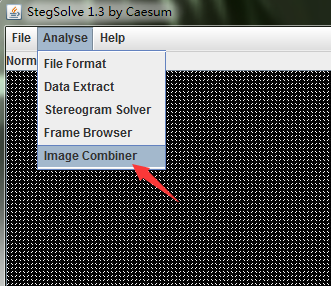 StegSolve 1.3 by Caesum
File Analyse Help
Norm
File Format
Data Extract
Stereogram Solver
Frame Browser
Image Combiner